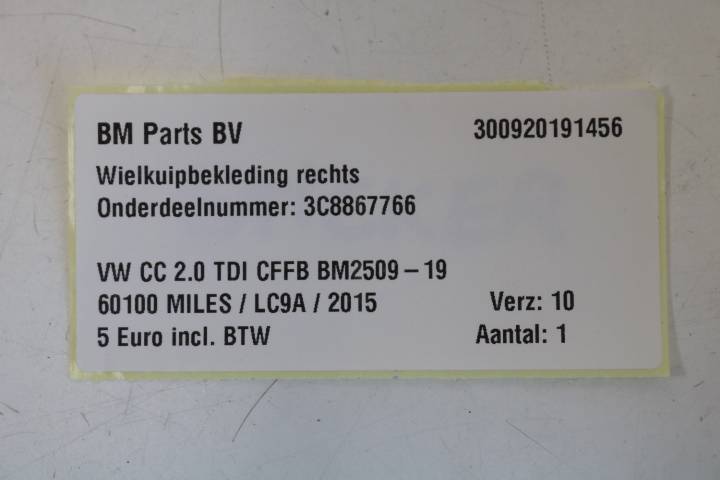 BM Parts BV 300920191456
Wielkuipbekleding rechts
Onderdeelnummer: 3C8867766
VW CC 2.0 TDI CFFB BM2509 – 19
60100 MILES / LC9A / 2015 Verz: 10
5 Euro incl. BTW Aantal: 1